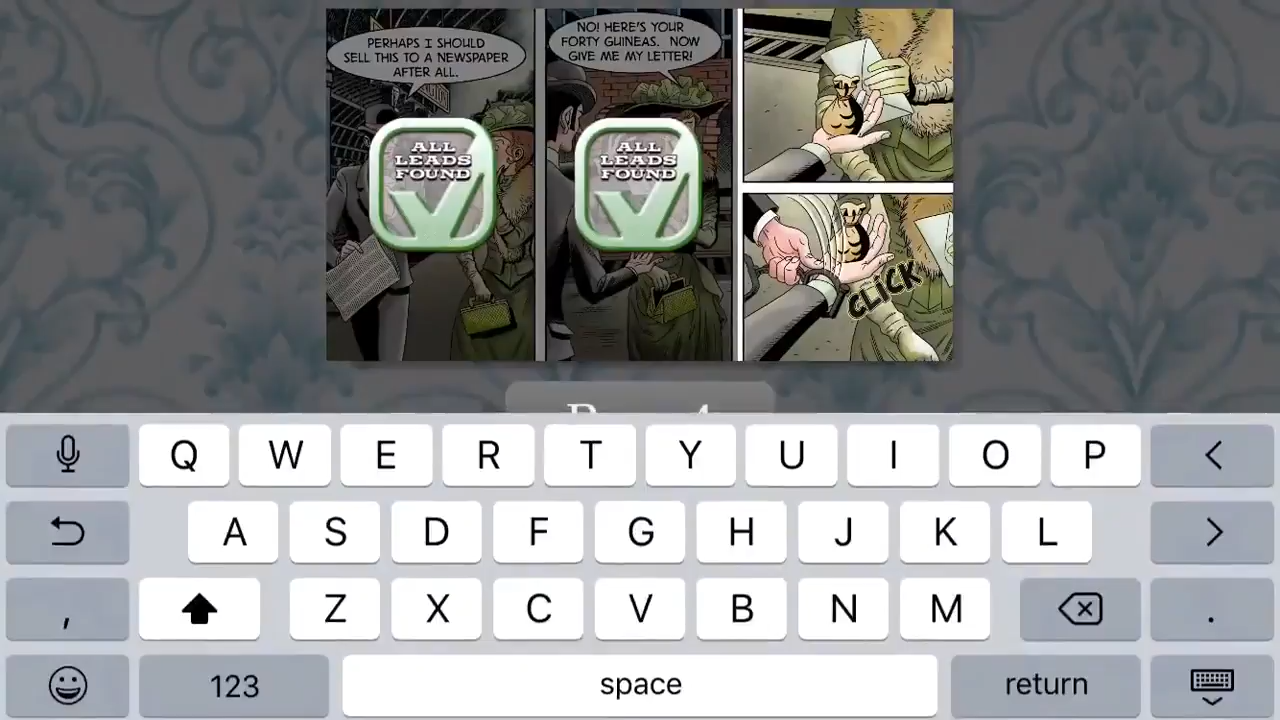 PERHAPS I SHOULD
SELL THIS TO A NEWSPAPER
AFTER ALL.
NO! HERE'S YOUR
FORTY GUINEAS. NOW
GIVE ME MY LETTER!
ALL
LEADS
FOUND
ALL
LEADS
FOUND
CLICK
Q W E R T Y U I O P
A S D F G H J K L
, Z X C V B N M .
123 space return